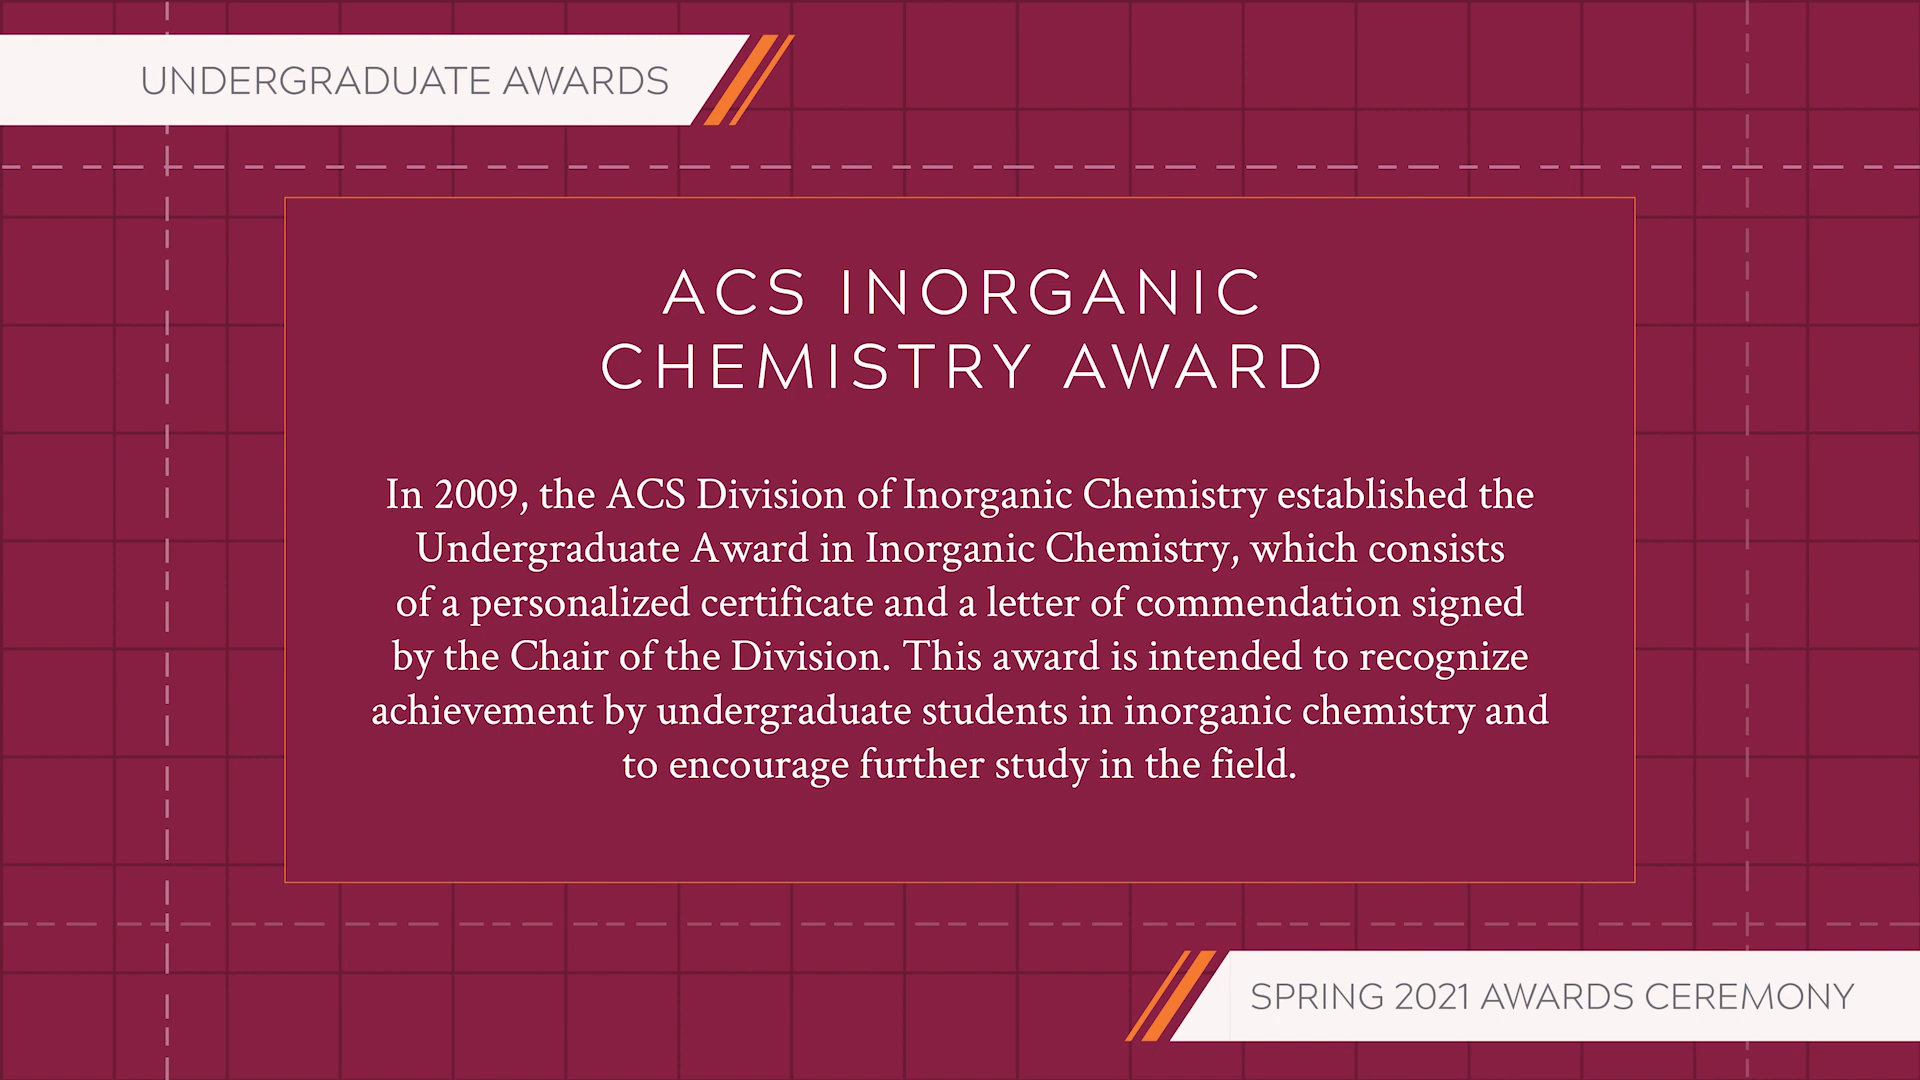 UNDERGRADUATE AWARDS
ACS INORGANIC
CHEMISTRY AWARD
In 2009, the ACS Division of Inorganic Chemistry established the
Undergraduate Award in Inorganic Chemistry, which consists
of a personalized certificate and a letter of commendation signed
by the Chair of the Division. This award is intended to recognize
achievement by undergraduate students in inorganic chemistry and
to encourage further study in the field.
SPRING 2021 AWARDS CEREMONY